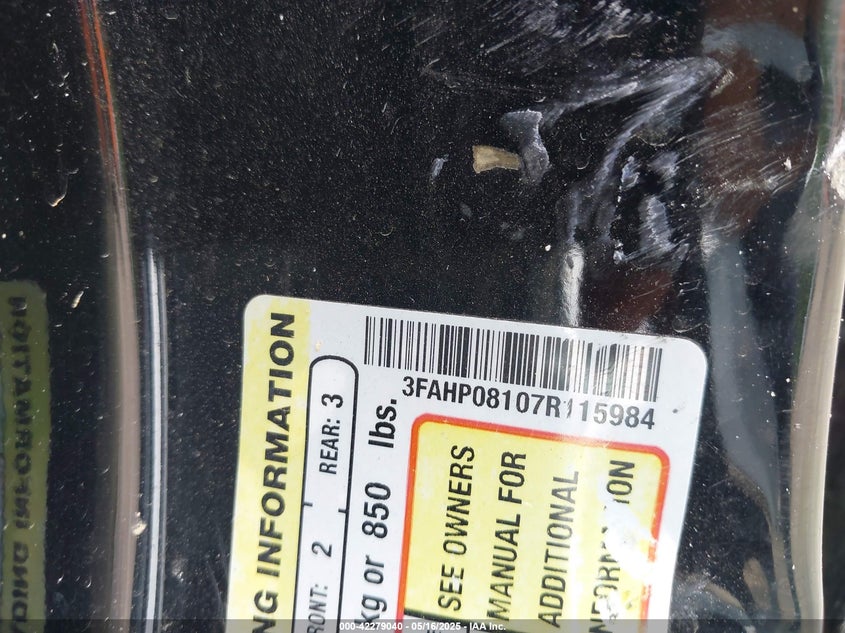 3FAHP08107R115984
NG INFORMATION
RONT: 2
REAR: 3
kg or 850 lbs.
SEE OWNERS
MANUAL FOR
ADDITIONAL
000-42279040 - 05/16/2025 - IAA Inc.